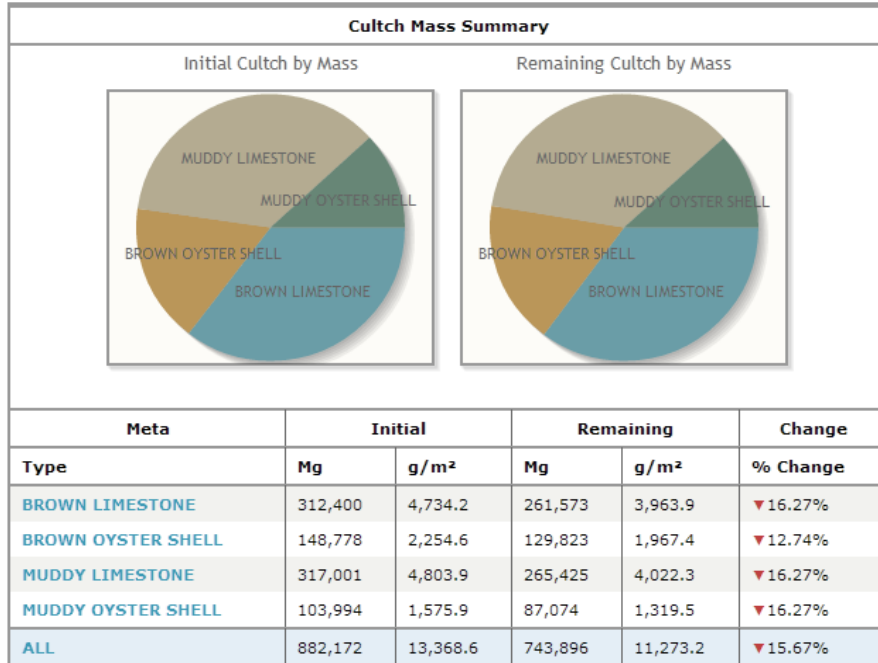 Cultch Mass Summary
Initial Cultch by Mass Remaining Cultch by Mass
MUDDY LIMESTONE MUDDY LIMESTONE
MUDDY OYSTER SHELL MUDDY OYSTER SHELL
BROWN OYSTER SHELL BROWN OYSTER SHELL
BROWN LIMESTONE BROWN LIMESTONE
Meta Initial Remaining Change
Type Mg g/m² Mg g/m² % Change
BROWN LIMESTONE 312,400 4,734.2 261,573 3,963.9 ▼16.27%
BROWN OYSTER SHELL 148,778 2,254.6 129,823 1,967.4 ▼12.74%
MUDDY LIMESTONE 317,001 4,803.9 265,425 4,022.3 ▼16.27%
MUDDY OYSTER SHELL 103,994 1,575.9 87,074 1,319.5 ▼16.27%
ALL 882,172 13,368.6 743,896 11,273.2 ▼15.67%